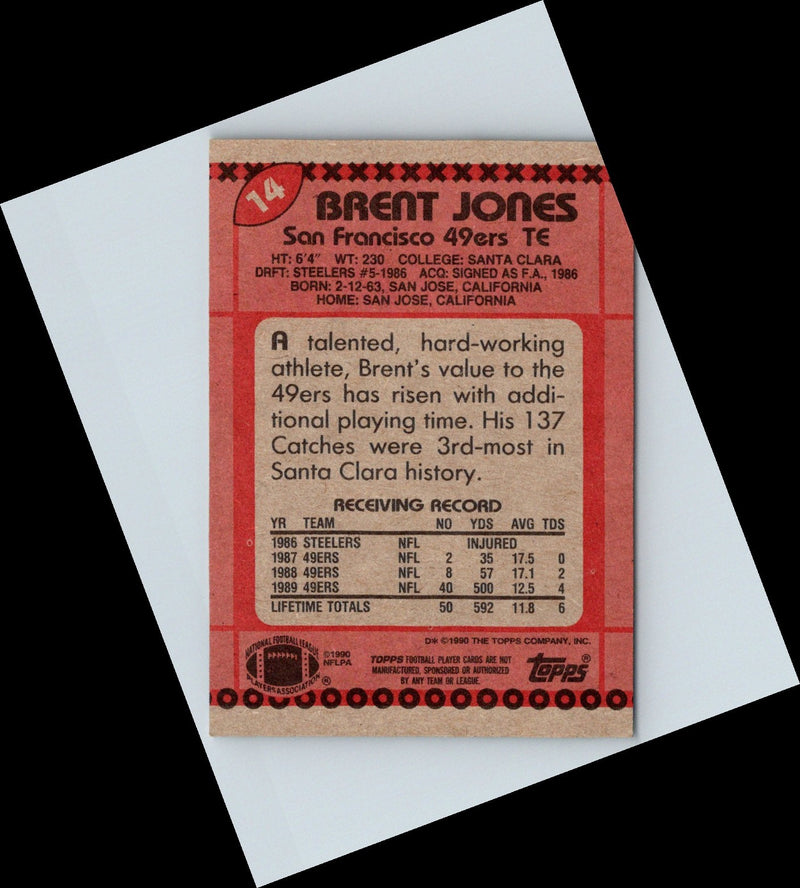 14
BRENT JONES
San Francisco 49ers TE
HT: 6'4" WT: 230 COLLEGE: SANTA CLARA
DRFT: STEELERS #5-1986 ACQ: SIGNED AS F.A., 1986
BORN: 2-12-63, SAN JOSE, CALIFORNIA
HOME: SAN JOSE, CALIFORNIA
A talented, hard-working
athlete, Brent's value to the
49ers has risen with addi-
tional playing time. His 137
Catches were 3rd-most in
Santa Clara history.
RECEIVING RECORD
YR TEAM NO YDS AVG TDS
1986 STEELERS NFL INJURED
1987 49ERS NFL 2 35 17.5 0
1988 49ERS NFL 8 57 17.1 2
1989 49ERS NFL 40 500 12.5 4
LIFETIME TOTALS 50 592 11.8 6
D* ©1990 THE TOPPS COMPANY, INC.
NATIONAL FOOTBALL LEAGUE
PLAYERS ASSOCIATION ®
©1990
NFLPA
TOPPS FOOTBALL PLAYER CARDS ARE NOT
MANUFACTURED, SPONSORED OR AUTHORIZED
BY ANY TEAM OR LEAGUE.
topps®